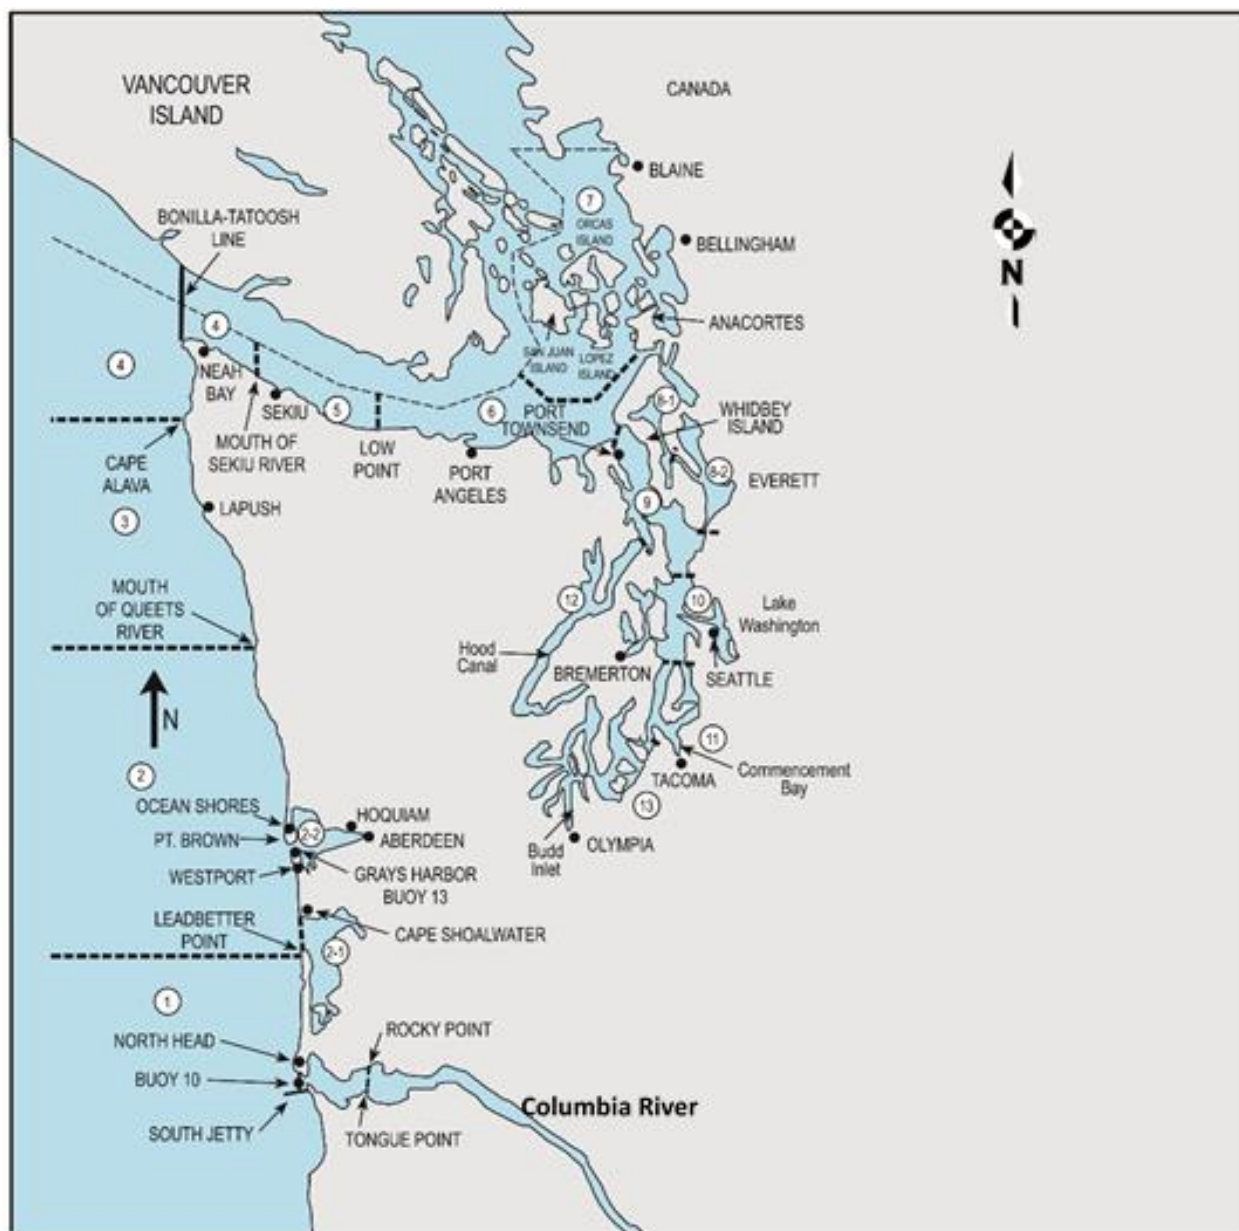 VANCOUVER
ISLAND
CANADA
BLAINE
7
ORCAS
ISLAND
BONILLA-TATOOSH
LINE
BELLINGHAM
N
ANACORTES
4
4
NEAH
BAY
SAN JUAN
ISLAND
LOPEZ
ISLAND
SEKIU
5
6
PORT
TOWNSEND
8-1
WHIDBEY
ISLAND
MOUTH OF
SEKIU RIVER
LOW
POINT
CAPE
ALAVA
PORT
ANGELES
8-2
EVERETT
LAPUSH
3
9
MOUTH
OF QUEETS
RIVER
12
10
Lake
Washington
Hood
Canal
BREMERTON
SEATTLE
N
11
2
TACOMA
Commencement
Bay
13
OCEAN SHORES
HOQUIAM
PT. BROWN
2-2
ABERDEEN
Budd
Inlet
OLYMPIA
WESTPORT
GRAYS HARBOR
BUOY 13
LEADBETTER
POINT
CAPE SHOALWATER
2-1
1
ROCKY POINT
NORTH HEAD
BUOY 10
Columbia River
SOUTH JETTY
TONGUE POINT